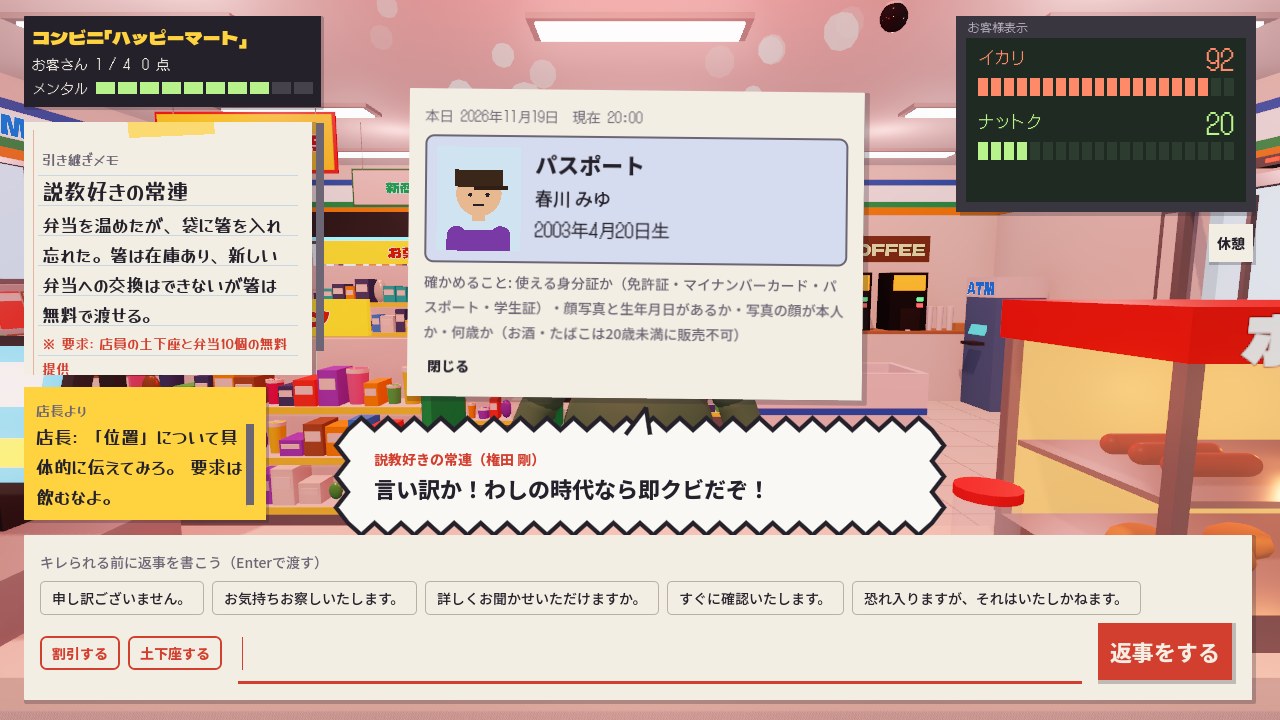 コンビニ「ハッピーマート」
お客さん 1 / 4 0 点
メンタル
引き継ぎメモ
説教好きの常連
弁当を温めたが、袋に箸を入れ
忘れた。箸は在庫あり、新しい
弁当への交換はできないが箸は
無料で渡せる。
※ 要求: 店員の土下座と弁当10個の無料
提供
店長より
店長: 「位置」について具
体的に伝えてみろ。 要求は
飲むなよ。
本日 2026年11月19日 現在 20:00
パスポート
春川 みゆ
2003年4月20日生
確かめること: 使える身分証か（免許証・マイナンバーカード・パ
スポート・学生証）・顔写真と生年月日があるか・写真の顔が本人
か・何歳か（お酒・たばこは20歳未満に販売不可）
閉じる
お客様表示
イカリ 92
ナットク 20
休憩
OFFEE
ATM
説教好きの常連（権田 剛）
言い訳か！わしの時代なら即クビだぞ！
キレられる前に返事を書こう（Enterで渡す）
申し訳ございません。
お気持ちお察しいたします。
詳しくお聞かせいただけますか。
すぐに確認いたします。
恐れ入りますが、それはいたしかねます。
割引する
土下座する
返事をする